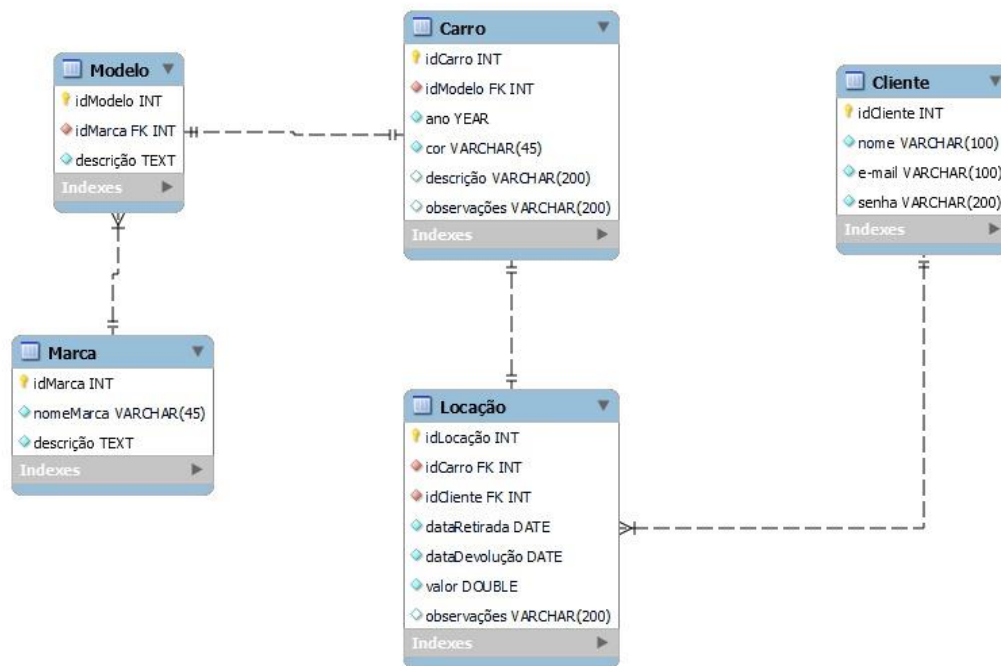 Modelo
idModelo INT
idMarca FK INT
descrição TEXT
Indexes
Carro
idCarro INT
idModelo FK INT
ano YEAR
cor VARCHAR(45)
descrição VARCHAR(200)
observações VARCHAR(200)
Indexes
Cliente
idCliente INT
nome VARCHAR(100)
e-mail VARCHAR(100)
senha VARCHAR(200)
Indexes
Marca
idMarca INT
nomeMarca VARCHAR(45)
descrição TEXT
Indexes
Locação
idLocação INT
idCarro FK INT
idCliente FK INT
dataRetirada DATE
dataDevolução DATE
valor DOUBLE
observações VARCHAR(200)
Indexes